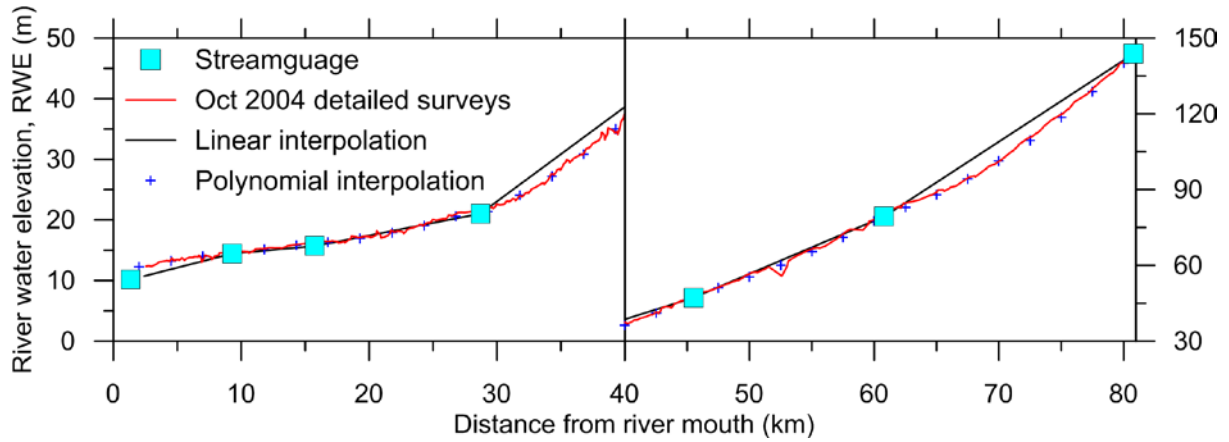 River water elevation, RWE (m)
50
40
30
20
10
0
Streamguage
Oct 2004 detailed surveys
Linear interpolation
Polynomial interpolation
150
120
90
60
30
0 10 20 30 40 50 60 70 80
Distance from river mouth (km)